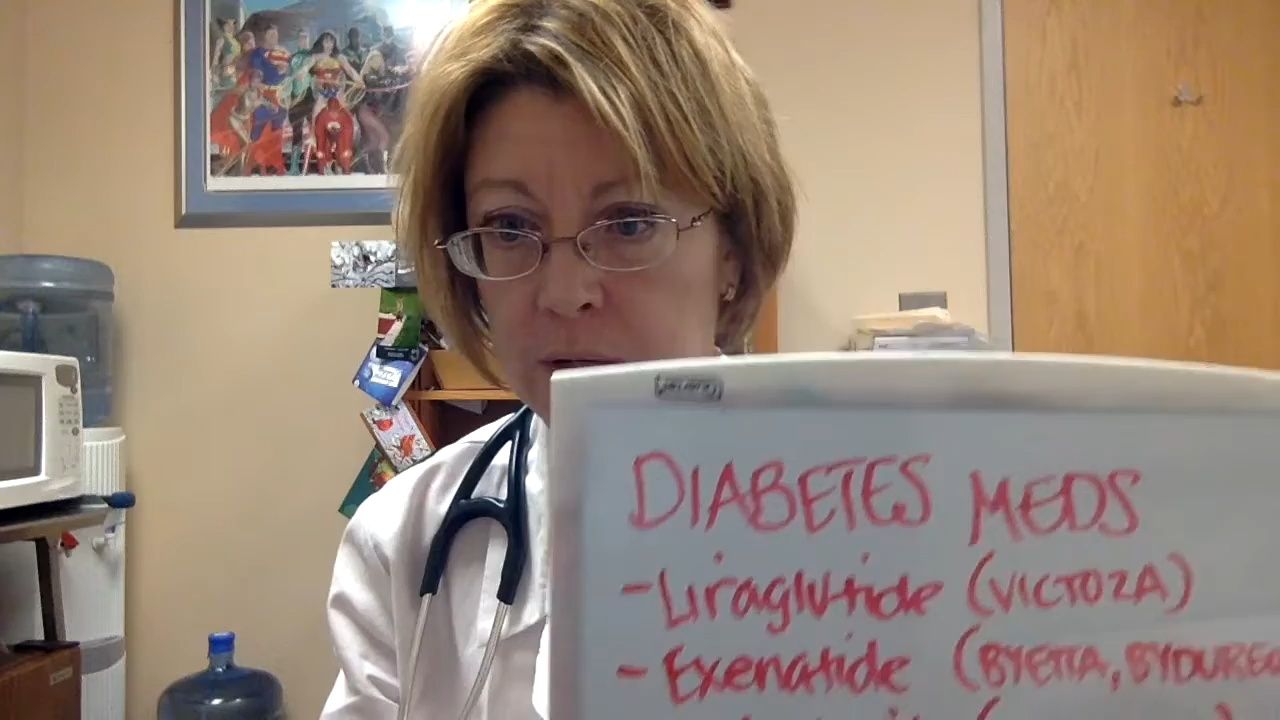 DIABETES MEDS
- Liraglutide (VICTOZA)
- Exenatide (BYETTA, BYDUREO